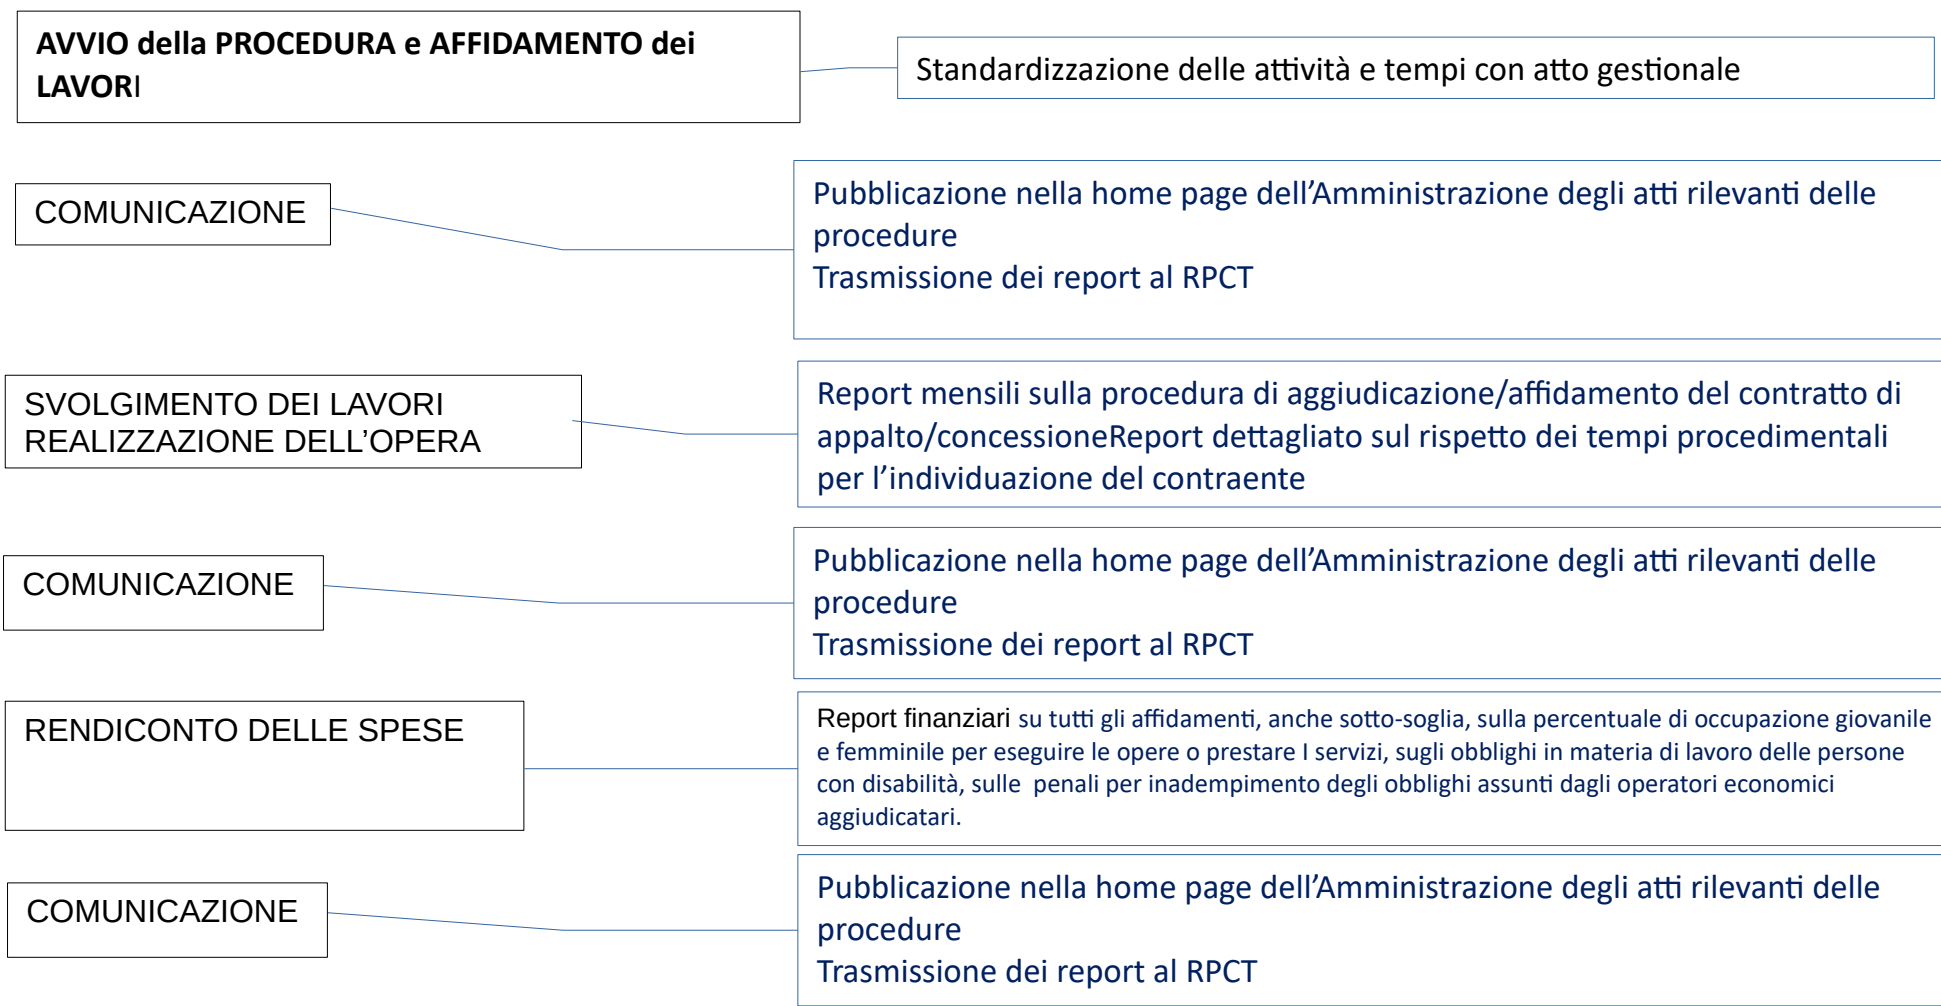 AVVIO della PROCEDURA e AFFIDAMENTO dei
LAVORI
Standardizzazione delle attività e tempi con atto gestionale
COMUNICAZIONE
Pubblicazione nella home page dell’Amministrazione degli atti rilevanti delle
procedure
Trasmissione dei report al RPCT
SVOLGIMENTO DEI LAVORI
REALIZZAZIONE DELL’OPERA
Report mensili sulla procedura di aggiudicazione/affidamento del contratto di
appalto/concessioneReport dettagliato sul rispetto dei tempi procedimentali
per l’individuazione del contraente
COMUNICAZIONE
Pubblicazione nella home page dell’Amministrazione degli atti rilevanti delle
procedure
Trasmissione dei report al RPCT
RENDICONTO DELLE SPESE
Report finanziari su tutti gli affidamenti, anche sotto-soglia, sulla percentuale di occupazione giovanile
e femminile per eseguire le opere o prestare I servizi, sugli obblighi in materia di lavoro delle persone
con disabilità, sulle  penali per inadempimento degli obblighi assunti dagli operatori economici
aggiudicatari.
COMUNICAZIONE
Pubblicazione nella home page dell’Amministrazione degli atti rilevanti delle
procedure
Trasmissione dei report al RPCT